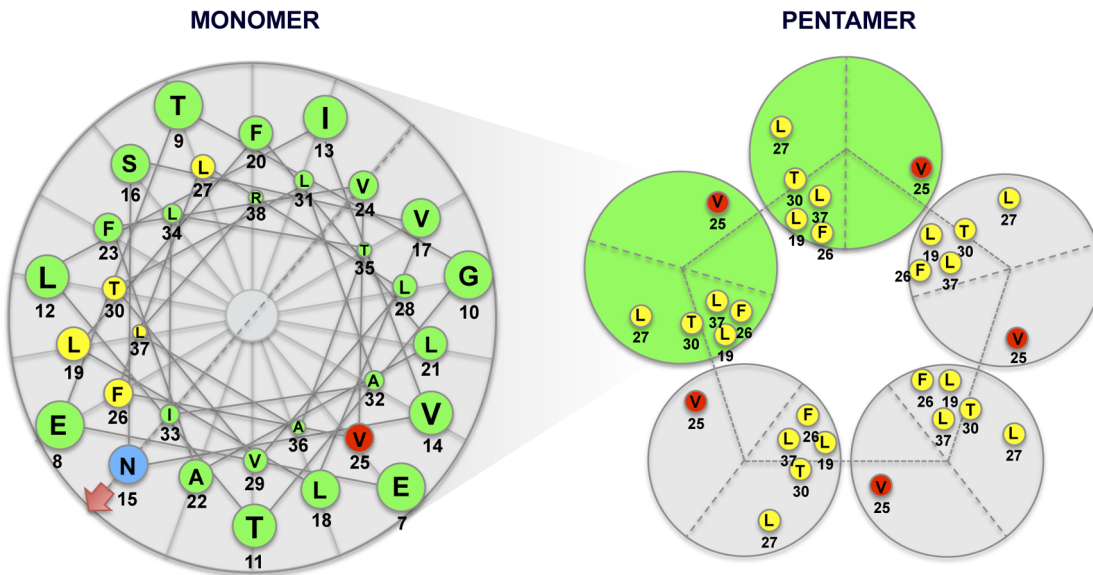 MONOMER
PENTAMER
T
9
I
13
F
20
S
16
L
27
L
31
V
24
R
38
L
34
V
17
F
23
T
35
G
10
L
12
T
30
L
28
L
37
L
19
L
21
F
26
A
32
E
8
I
33
V
14
A
36
V
25
N
15
V
29
A
22
L
18
E
7
T
11
L
27
V
25
T
30
L
37
L
19
F
26
V
25
L
27
T
30
L
37
F
26
L
19
L
27
L
19
T
30
F
26
L
37
V
25
V
25
F
26
L
37
L
19
T
30
L
27
F
26
L
19
T
30
L
37
L
27
V
25